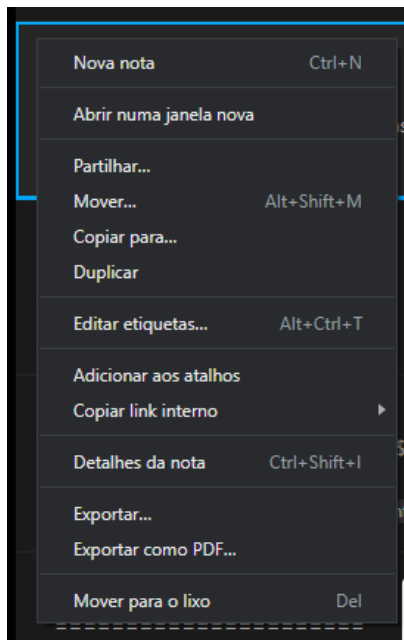 Nova nota Ctrl+N
Abrir numa janela nova
Partilhar...
Mover... Alt+Shift+M
Copiar para...
Duplicar
Editar etiquetas... Alt+Ctrl+T
Adicionar aos atalhos
Copiar link interno
Detalhes da nota Ctrl+Shift+I
Exportar...
Exportar como PDF...
Mover para o lixo Del